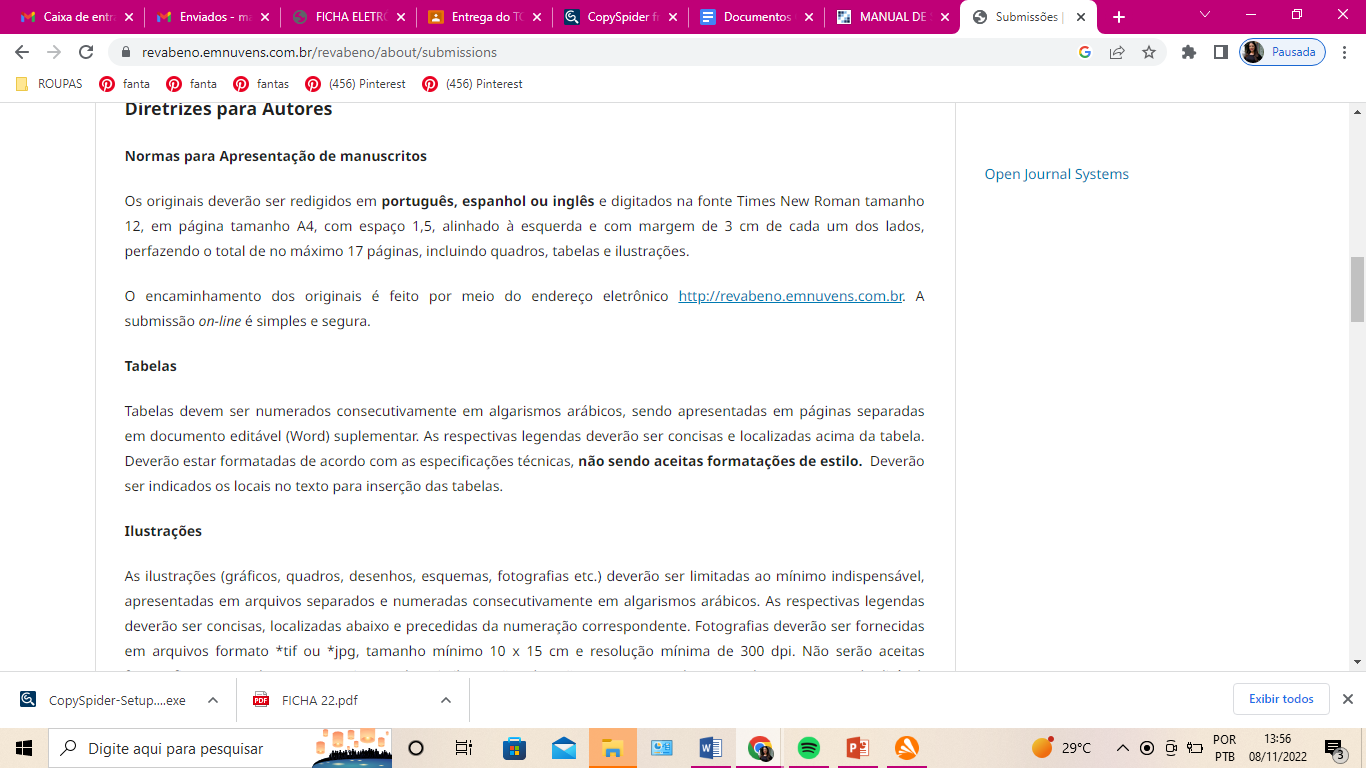 Caixa de entr
Enviados - ma
FICHA ELETRÔ
Entrega do TC
CopySpider fr
Documentos
MANUAL DE
Submissões |
revabeno.emnuvens.com.br/revabeno/about/submissions
Pausada
ROUPAS
fanta
fanta
fantas
(456) Pinterest
(456) Pinterest
Diretrizes para Autores
Normas para Apresentação de manuscritos
Os originais deverão ser redigidos em português, espanhol ou inglês e digitados na fonte Times New Roman tamanho
12, em página tamanho A4, com espaço 1,5, alinhado à esquerda e com margem de 3 cm de cada um dos lados,
perfazendo o total de no máximo 17 páginas, incluindo quadros, tabelas e ilustrações.
O encaminhamento dos originais é feito por meio do endereço eletrônico http://revabeno.emnuvens.com.br. A
submissão on-line é simples e segura.
Tabelas
Tabelas devem ser numerados consecutivamente em algarismos arábicos, sendo apresentadas em páginas separadas
em documento editável (Word) suplementar. As respectivas legendas deverão ser concisas e localizadas acima da tabela.
Deverão estar formatadas de acordo com as especificações técnicas, não sendo aceitas formatações de estilo. Deverão
ser indicados os locais no texto para inserção das tabelas.
Ilustrações
As ilustrações (gráficos, quadros, desenhos, esquemas, fotografias etc.) deverão ser limitadas ao mínimo indispensável,
apresentadas em arquivos separados e numeradas consecutivamente em algarismos arábicos. As respectivas legendas
deverão ser concisas, localizadas abaixo e precedidas da numeração correspondente. Fotografias deverão ser fornecidas
em arquivos formato *tif ou *jpg, tamanho mínimo 10 x 15 cm e resolução mínima de 300 dpi. Não serão aceitas
Open Journal Systems
CopySpider-Setup....exe
PDF
FICHA 22.pdf
Exibir todos
Digite aqui para pesquisar
29°C
POR
PTB
13:56
08/11/2022
3